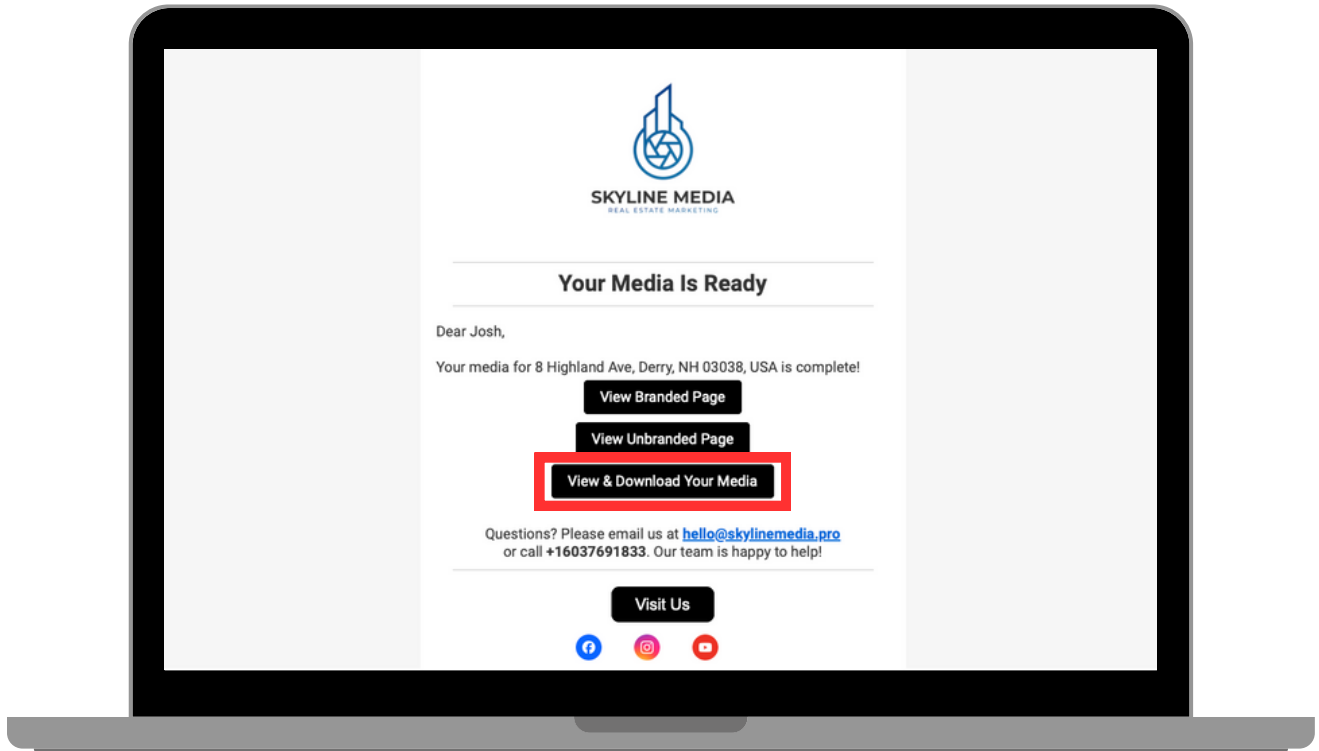 SKYLINE MEDIA
REAL ESTATE MARKETING
Your Media Is Ready
Dear Josh,
Your media for 8 Highland Ave, Derry, NH 03038, USA is complete!
View Branded Page
View Unbranded Page
View & Download Your Media
Questions? Please email us at hello@skylinemedia.pro
or call +16037691833. Our team is happy to help!
Visit Us